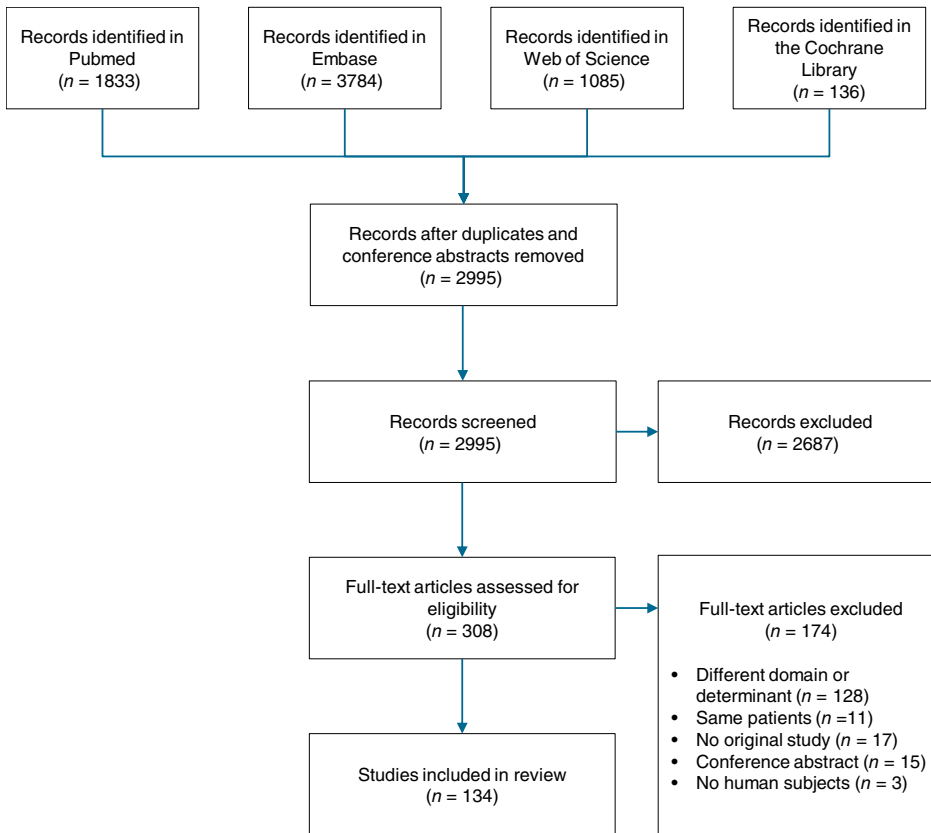 Records identified in
Pubmed
(n = 1833)
Records identified in
Embase
(n = 3784)
Records identified in
Web of Science
(n = 1085)
Records identified in
the Cochrane
Library
(n = 136)
Records after duplicates and
conference abstracts removed
(n = 2995)
Records screened
(n = 2995)
Records excluded
(n = 2687)
Full-text articles assessed for
eligibility
(n = 308)
Full-text articles excluded
(n = 174)
• Different domain or
determinant (n = 128)
• Same patients (n =11)
• No original study (n = 17)
• Conference abstract (n = 15)
• No human subjects (n = 3)
Studies included in review
(n = 134)